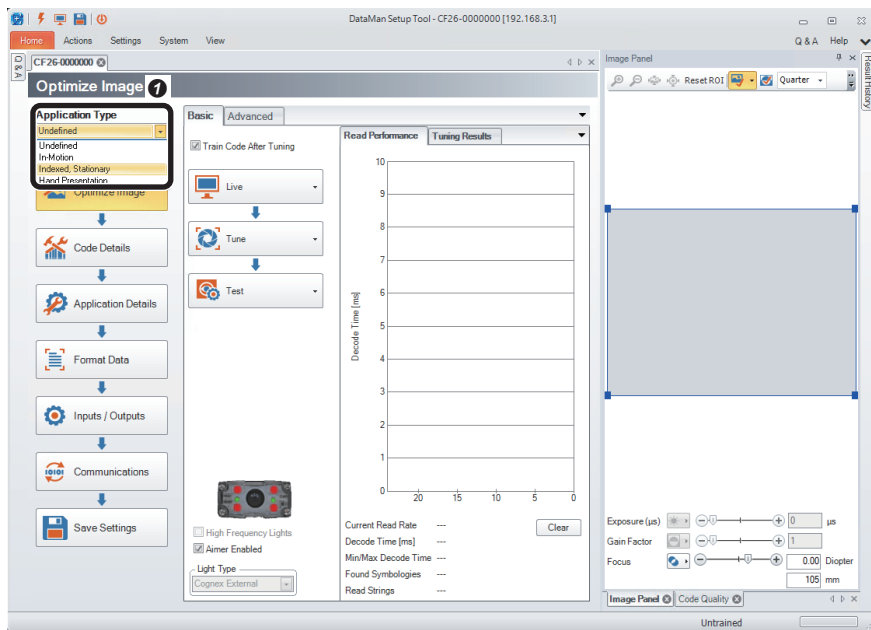 DataMan Setup Tool - CF26-0000000 [192.168.3.1]
Home Actions Settings System View Q & A Help
Q & A
CF26-0000000
Optimize Image 1
Application Type
Undefined
Undefined
In-Motion
Indexed, Stationary
Hand Presentation
Optimize Image
Code Details
Application Details
Format Data
Inputs / Outputs
Communications
Save Settings
Basic Advanced
Train Code After Tuning
Live
Tune
Test
High Frequency Lights
Aimer Enabled
Light Type
Cognex External
Read Performance Tuning Results
10
9
8
7
6
5
4
3
2
1
0
Decode Time [ms]
20 15 10 5 0
Current Read Rate ---
Clear
Decode Time [ms] ---
Min/Max Decode Time ---
Found Symbologies ---
Read Strings ---
Image Panel
Reset ROI Quarter
Result History
Exposure (µs) 0 µs
Gain Factor 1
Focus 0.00 Diopter
105 mm
Image Panel Code Quality
Untrained